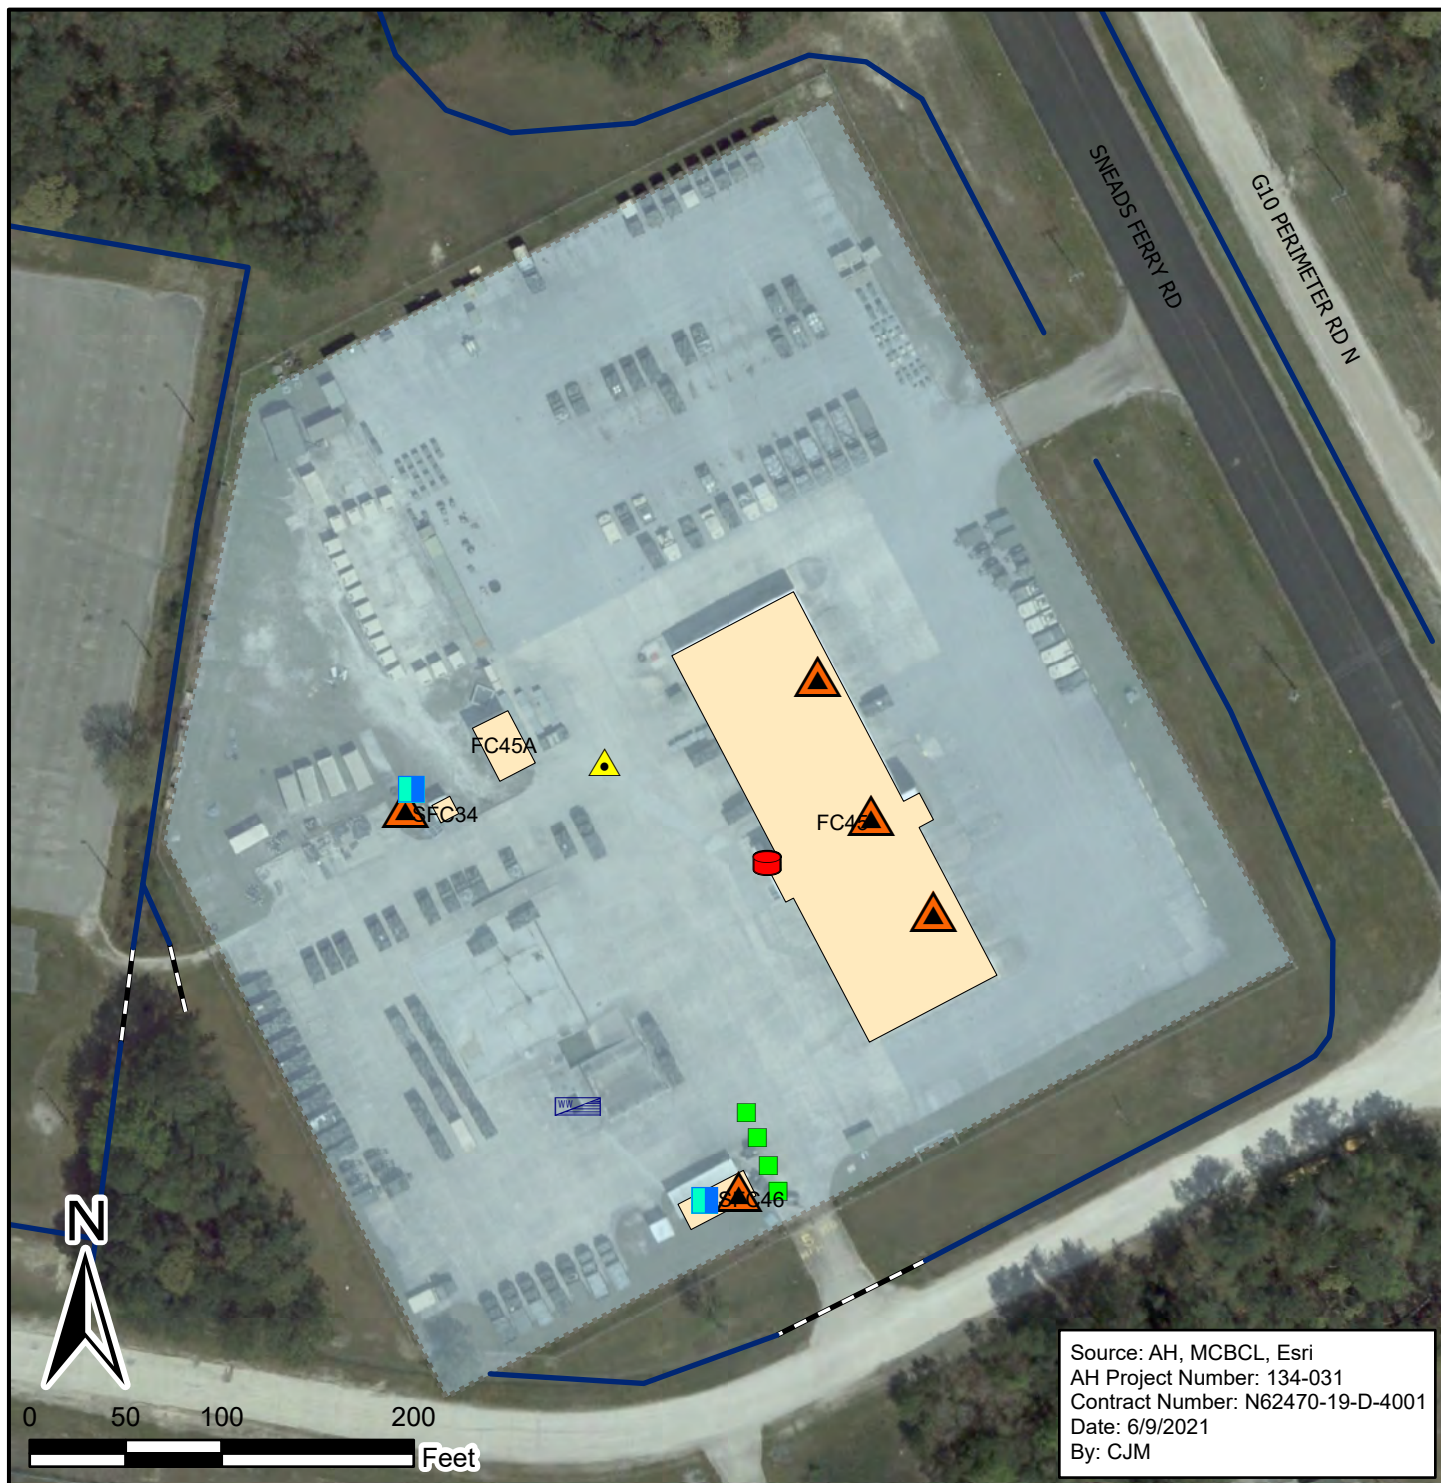 SNEADS FERRY RD
G10 PERIMETER RD N
FC45A
SFC34
FC45
WW
SFC46
N
0 50 100 200
Feet
Source: AH, MCBCL, Esri
AH Project Number: 134-031
Contract Number: N62470-19-D-4001
Date: 6/9/2021
By: CJM